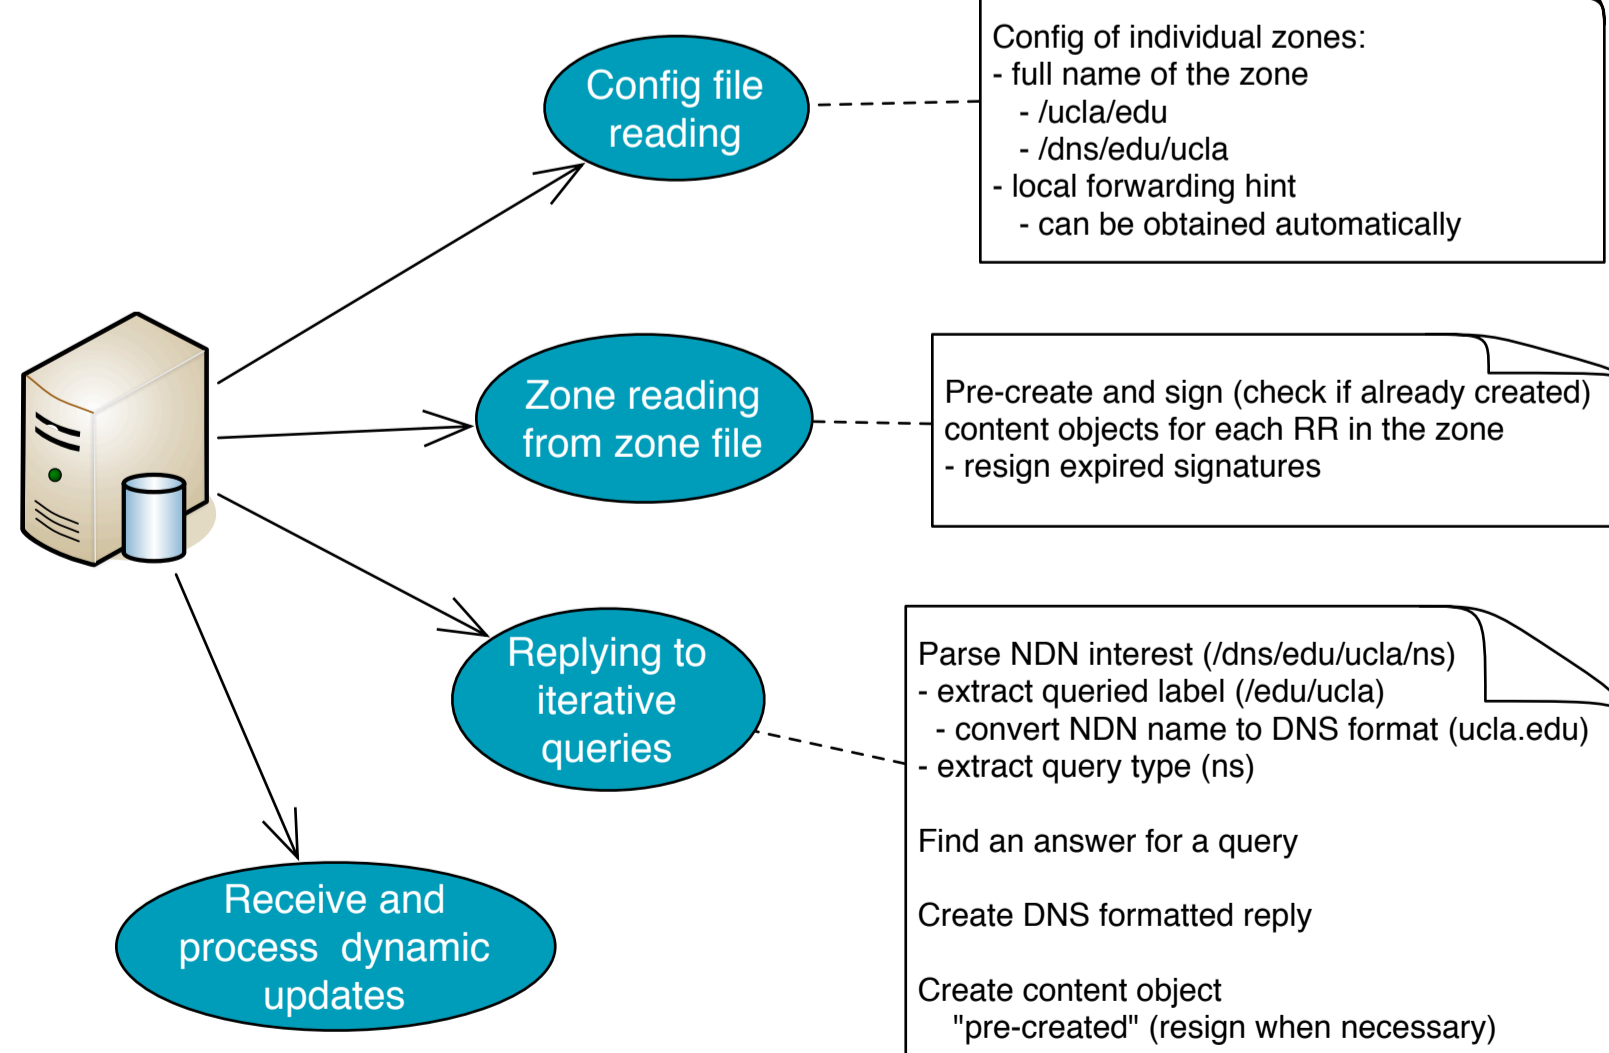 Config file
reading
Config of individual zones:
- full name of the zone
- /ucla/edu
- /dns/edu/ucla
- local forwarding hint
- can be obtained automatically
Zone reading
from zone file
Pre-create and sign (check if already created)
content objects for each RR in the zone
- resign expired signatures
Replying to
iterative
queries
Parse NDN interest (/dns/edu/ucla/ns)
- extract queried label (/edu/ucla)
- convert NDN name to DNS format (ucla.edu)
- extract query type (ns)
Find an answer for a query
Create DNS formatted reply
Create content object
"pre-created" (resign when necessary)
Receive and
process  dynamic
updates